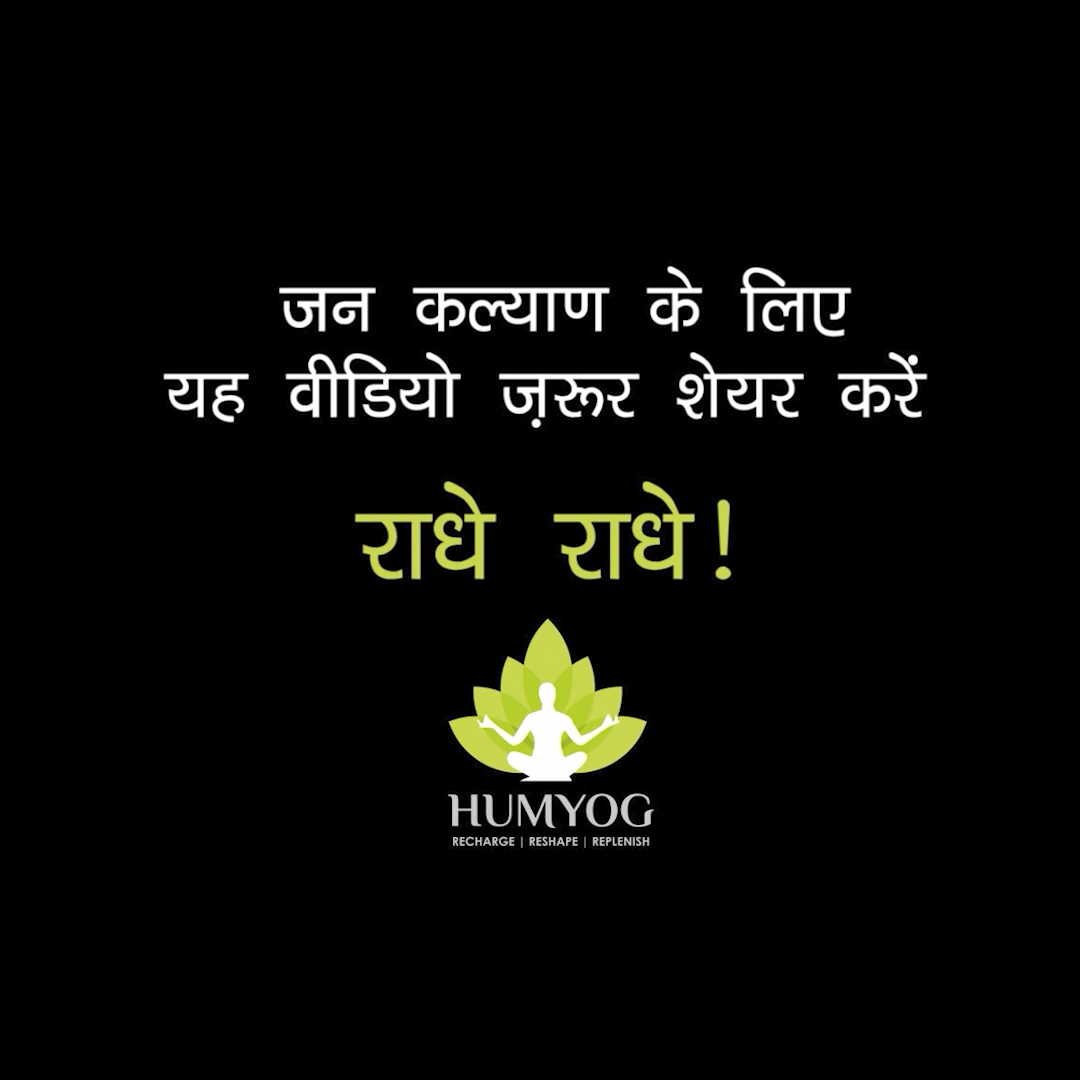 जन कल्याण के लिए
यह वीडियो ज़रूर शेयर करें
राधे राधे!
HUMYOG
RECHARGE | RESHAPE | REPLENISH